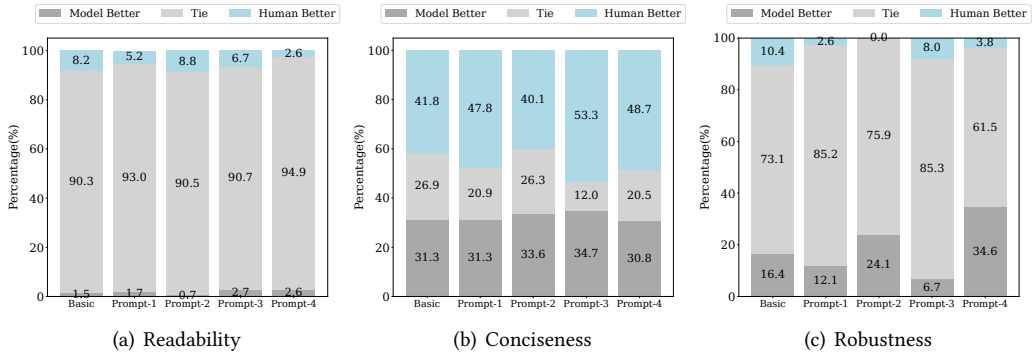 Model Better Tie Human Better
Percentage(%)
100
80
60
40
20
0
8.2 5.2 8.8 6.7 2.6
90.3 93.0 90.5 90.7 94.9
1.5 1.7 0.7 2.7 2.6
Basic Prompt-1 Prompt-2 Prompt-3 Prompt-4
(a) Readability
Model Better Tie Human Better
Percentage(%)
100
80
60
40
20
0
41.8 47.8 40.1 53.3 48.7
26.9 20.9 26.3 12.0 20.5
31.3 31.3 33.6 34.7 30.8
Basic Prompt-1 Prompt-2 Prompt-3 Prompt-4
(b) Conciseness
Model Better Tie Human Better
Percentage(%)
100
80
60
40
20
0
10.4 2.6 0.0 8.0 3.8
73.1 85.2 75.9 85.3 61.5
16.4 12.1 24.1 6.7 34.6
Basic Prompt-1 Prompt-2 Prompt-3 Prompt-4
(c) Robustness